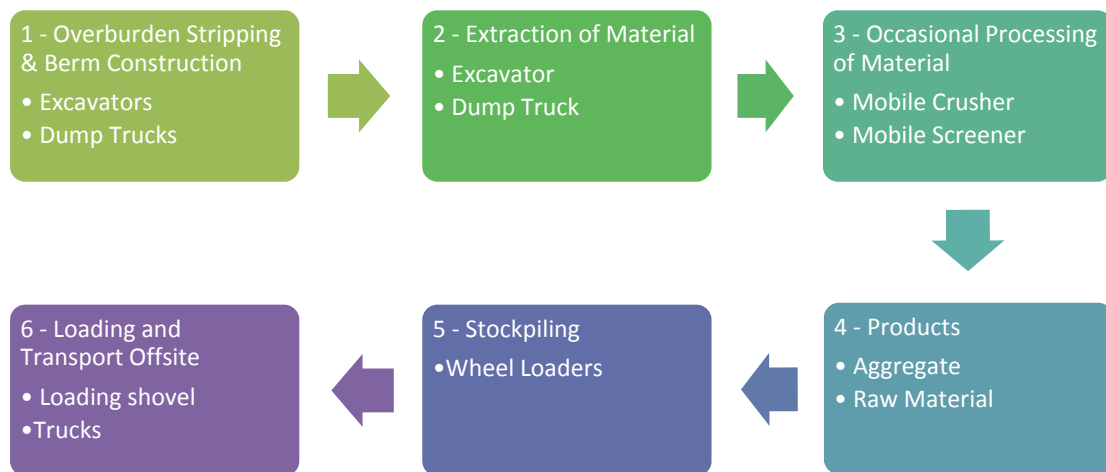 1 - Overburden Stripping
& Berm Construction
• Excavators
• Dump Trucks
2 - Extraction of Material
• Excavator
• Dump Truck
3 - Occasional Processing
of Material
• Mobile Crusher
• Mobile Screener
4 - Products
• Aggregate
• Raw Material
5 - Stockpiling
•Wheel Loaders
6 - Loading and
Transport Offsite
• Loading shovel
•Trucks